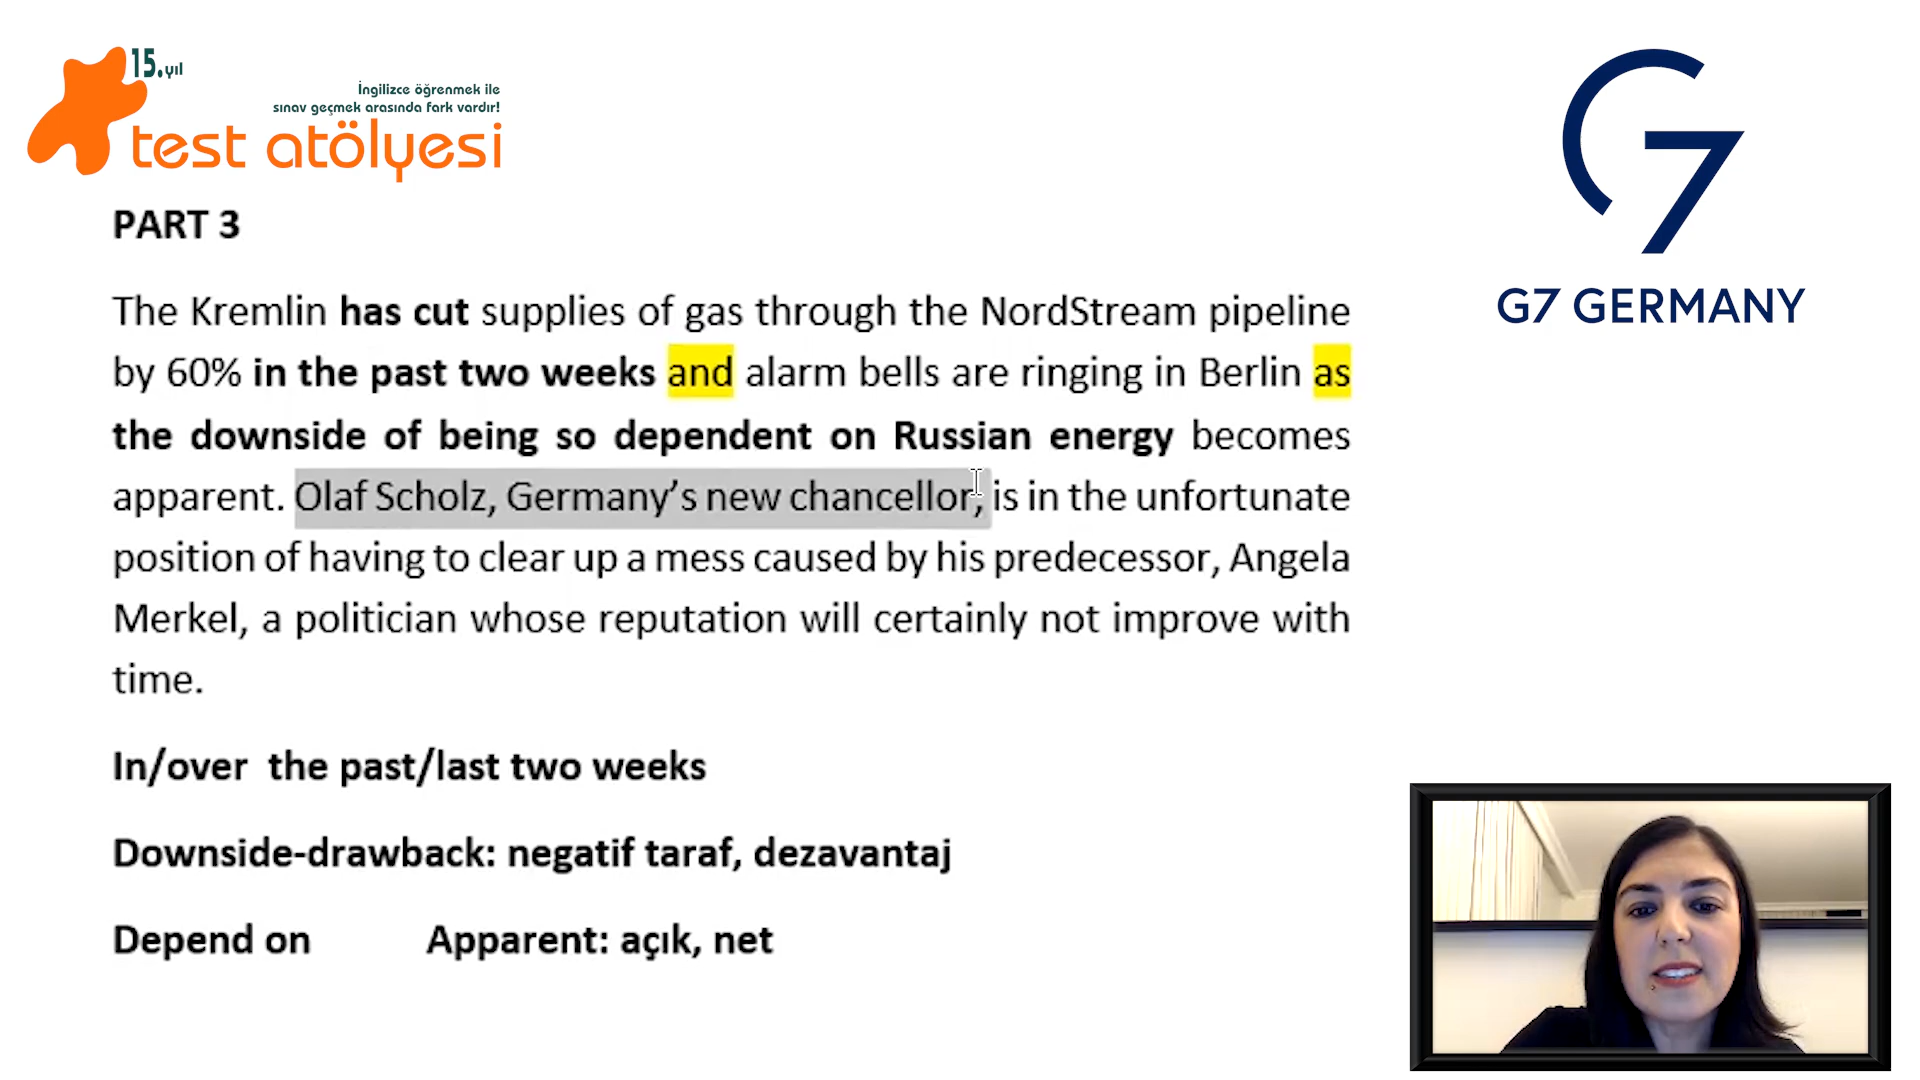 15.yıl
İngilizce öğrenmek ile
sınav geçmek arasında fark vardır!
test atölyesi
G7 GERMANY
PART 3
The Kremlin has cut supplies of gas through the NordStream pipeline
by 60% in the past two weeks and alarm bells are ringing in Berlin as
the downside of being so dependent on Russian energy becomes
apparent. Olaf Scholz, Germany’s new chancellor, is in the unfortunate
position of having to clear up a mess caused by his predecessor, Angela
Merkel, a politician whose reputation will certainly not improve with
time.
In/over the past/last two weeks
Downside-drawback: negatif taraf, dezavantaj
Depend on Apparent: açık, net